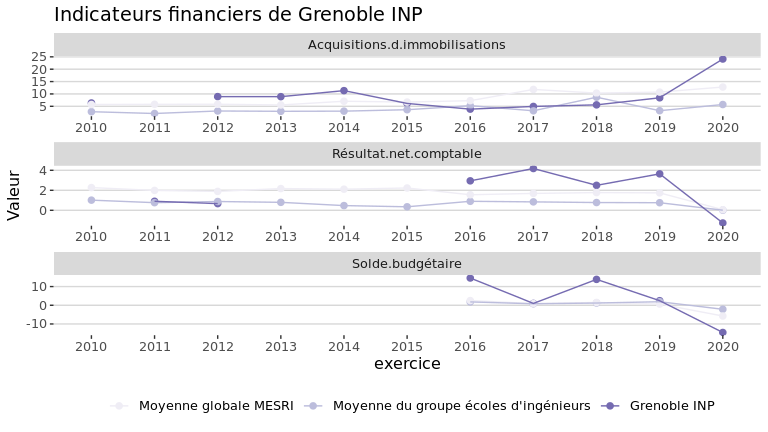 Indicateurs financiers de Grenoble INP
Acquisitions.d.immobilisations
25
20
15
10
5
2010 2011 2012 2013 2014 2015 2016 2017 2018 2019 2020
Résultat.net.comptable
4
2
0
2010 2011 2012 2013 2014 2015 2016 2017 2018 2019 2020
Solde.budgétaire
10
0
-10
2010 2011 2012 2013 2014 2015 2016 2017 2018 2019 2020
Valeur
exercice
Moyenne globale MESRI Moyenne du groupe écoles d'ingénieurs Grenoble INP